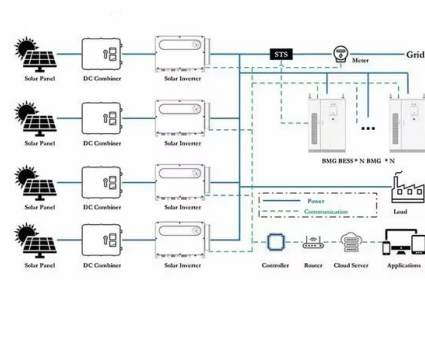 STS
Meter
Grid
Solar Panel
DC Combiner
Solar Inverter
Solar Panel
DC Combiner
Solar Inverter
BMG BESS * N BMG * N
Solar Panel
DC Combiner
Solar Inverter
Power
Communication
Load
Solar Panel
DC Combiner
Solar Inverter
Controller
Router
Cloud Server
Applications